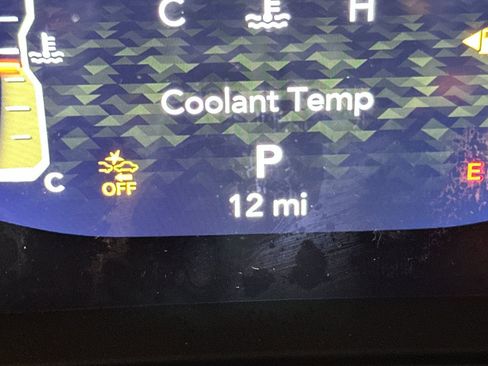 C H
Coolant Temp
P
C OFF E
12 mi